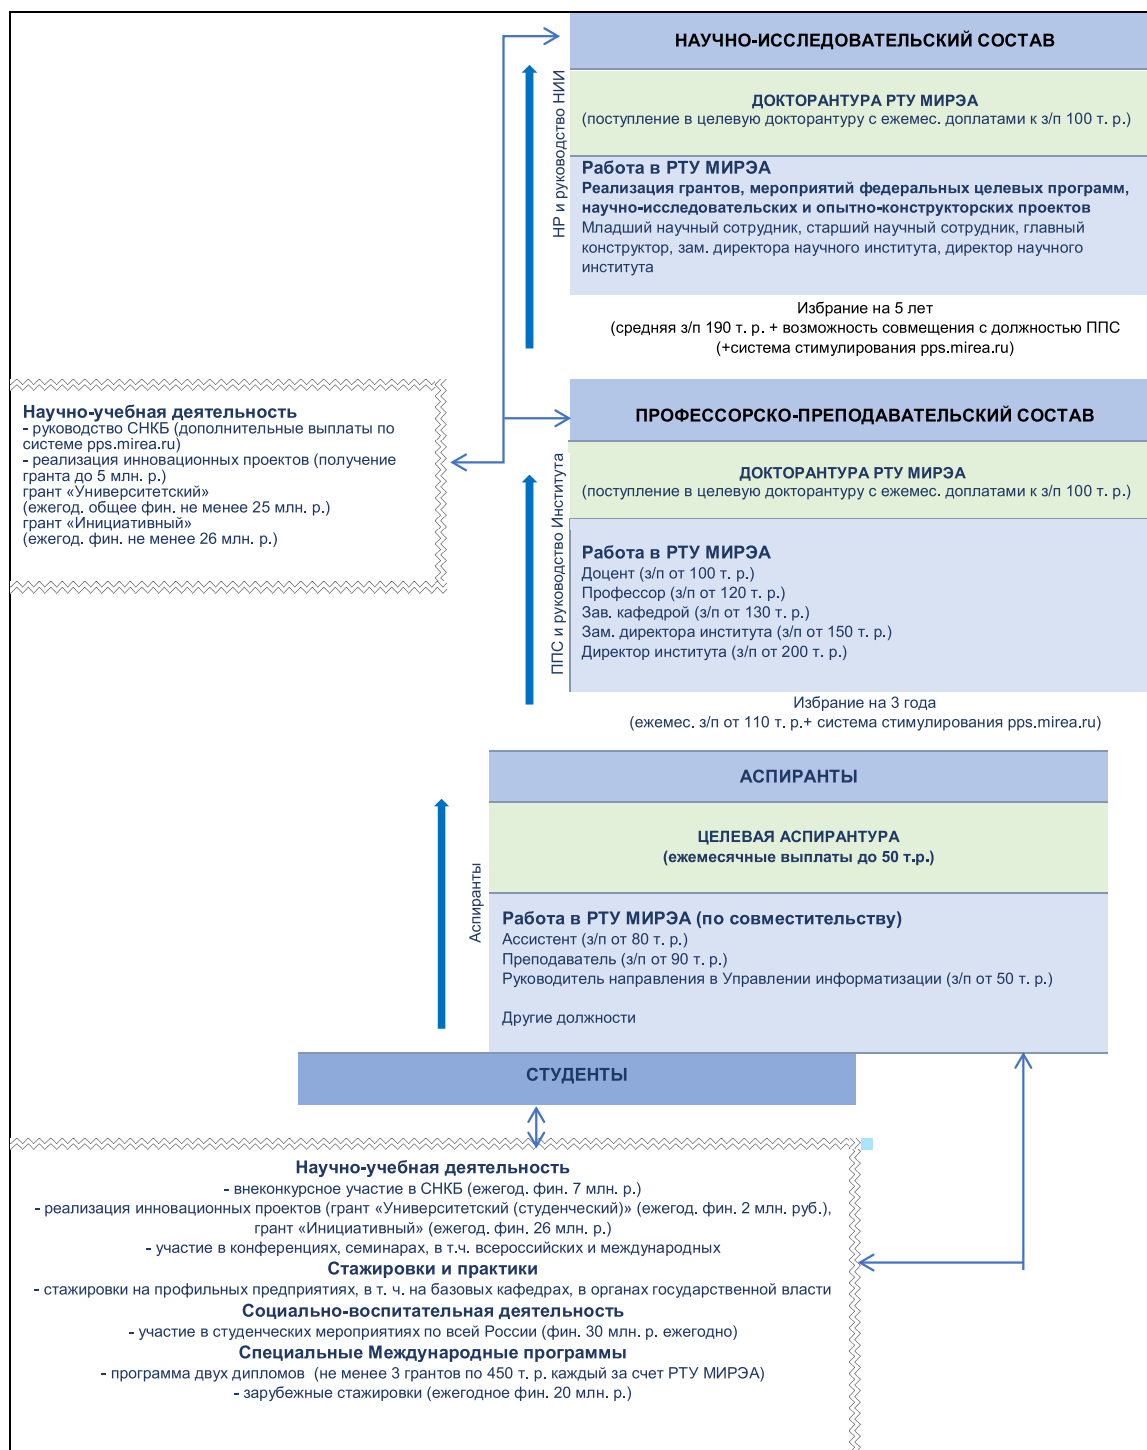 НАУЧНО-ИССЛЕДОВАТЕЛЬСКИЙ СОСТАВ
НР и руководство НИИ
ДОКТОРАНТУРА РТУ МИРЭА
(поступление в целевую докторантуру с ежемес. доплатами к з/п 100 т. р.)
Работа в РТУ МИРЭА
Реализация грантов, мероприятий федеральных целевых программ,
научно-исследовательских и опытно-конструкторских проектов
Младший научный сотрудник, старший научный сотрудник, главный
конструктор, зам. директора научного института, директор научного
института
Избрание на 5 лет
(средняя з/п 190 т. р. + возможность совмещения с должностью ППС
(+система стимулирования pps.mirea.ru)
Научно-учебная деятельность
- руководство СНКБ (дополнительные выплаты по
системе pps.mirea.ru)
- реализация инновационных проектов (получение
гранта до 5 млн. р.)
грант «Университетский»
(ежегод. общее фин. не менее 25 млн. р.)
грант «Инициативный»
(ежегод. фин. не менее 26 млн. р.)
ПРОФЕССОРСКО-ПРЕПОДАВАТЕЛЬСКИЙ СОСТАВ
ППС и руководство Института
ДОКТОРАНТУРА РТУ МИРЭА
(поступление в целевую докторантуру с ежемес. доплатами к з/п 100 т. р.)
Работа в РТУ МИРЭА
Доцент (з/п от 100 т. р.)
Профессор (з/п от 120 т. р.)
Зав. кафедрой (з/п от 130 т. р.)
Зам. директора института (з/п от 150 т. р.)
Директор института (з/п от 200 т. р.)
Избрание на 3 года
(ежемес. з/п от 110 т. р.+ система стимулирования pps.mirea.ru)
АСПИРАНТЫ
Аспиранты
ЦЕЛЕВАЯ АСПИРАНТУРА
(ежемесячные выплаты до 50 т.р.)
Работа в РТУ МИРЭА (по совместительству)
Ассистент (з/п от 80 т. р.)
Преподаватель (з/п от 90 т. р.)
Руководитель направления в Управлении информатизации (з/п от 50 т. р.)
Другие должности
СТУДЕНТЫ
Научно-учебная деятельность
- внеконкурсное участие в СНКБ (ежегод. фин. 7 млн. р.)
- реализация инновационных проектов (грант «Университетский (студенческий)» (ежегод. фин. 2 млн. руб.),
грант «Инициативный» (ежегод. фин. 26 млн. р.)
- участие в конференциях, семинарах, в т.ч. всероссийских и международных
Стажировки и практики
- стажировки на профильных предприятиях, в т. ч. на базовых кафедрах, в органах государственной власти
Социально-воспитательная деятельность
- участие в студенческих мероприятиях по всей России (фин. 30 млн. р. ежегодно)
Специальные Международные программы
- программа двух дипломов (не менее 3 грантов по 450 т. р. каждый за счет РТУ МИРЭА)
- зарубежные стажировки (ежегодное фин. 20 млн. р.)